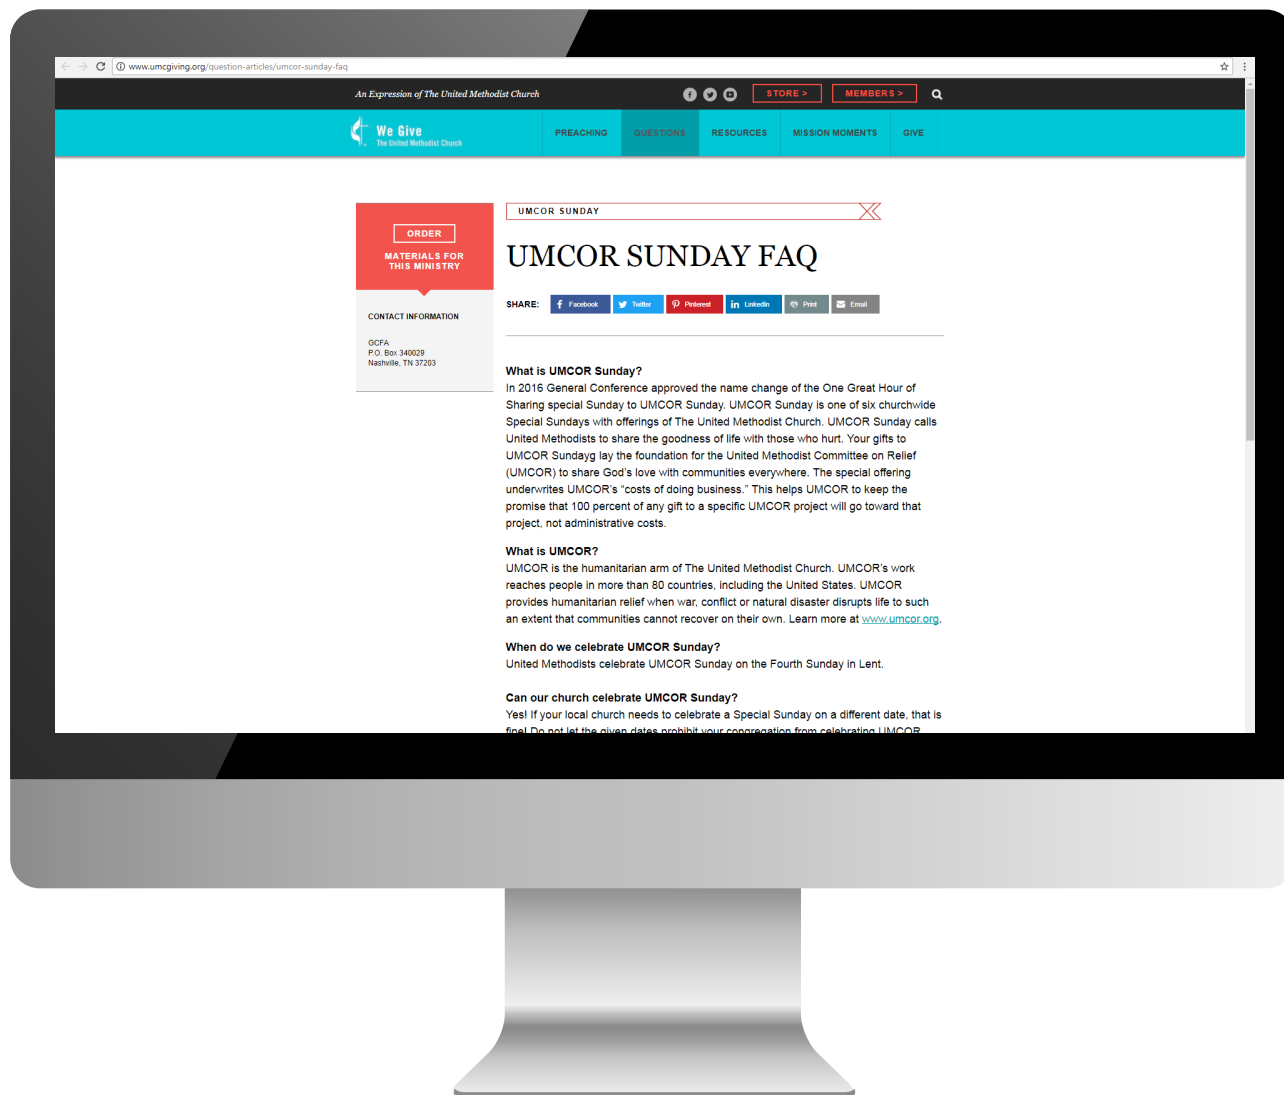 www.umcgiving.org/question-articles/umcor-sunday-faq
An Expression of The United Methodist Church
STORE >
MEMBERS >
We Give
The United Methodist Church
PREACHING
QUESTIONS
RESOURCES
MISSION MOMENTS
GIVE
ORDER
MATERIALS FOR
THIS MINISTRY
CONTACT INFORMATION
GCFA
P.O. Box 340029
Nashville, TN 37203
UMCOR SUNDAY
UMCOR SUNDAY FAQ
SHARE:
Facebook
Twitter
Pinterest
LinkedIn
Print
Email
What is UMCOR Sunday?
In 2016 General Conference approved the name change of the One Great Hour of
Sharing special Sunday to UMCOR Sunday. UMCOR Sunday is one of six churchwide
Special Sundays with offerings of The United Methodist Church. UMCOR Sunday calls
United Methodists to share the goodness of life with those who hurt. Your gifts to
UMCOR Sundayg lay the foundation for the United Methodist Committee on Relief
(UMCOR) to share God's love with communities everywhere. The special offering
underwrites UMCOR's “costs of doing business.” This helps UMCOR to keep the
promise that 100 percent of any gift to a specific UMCOR project will go toward that
project, not administrative costs.
What is UMCOR?
UMCOR is the humanitarian arm of The United Methodist Church. UMCOR's work
reaches people in more than 80 countries, including the United States. UMCOR
provides humanitarian relief when war, conflict or natural disaster disrupts life to such
an extent that communities cannot recover on their own. Learn more at www.umcor.org.
When do we celebrate UMCOR Sunday?
United Methodists celebrate UMCOR Sunday on the Fourth Sunday in Lent.
Can our church celebrate UMCOR Sunday?
Yes! If your local church needs to celebrate a Special Sunday on a different date, that is
fine! Do not let the given dates prohibit your congregation from celebrating UMCOR